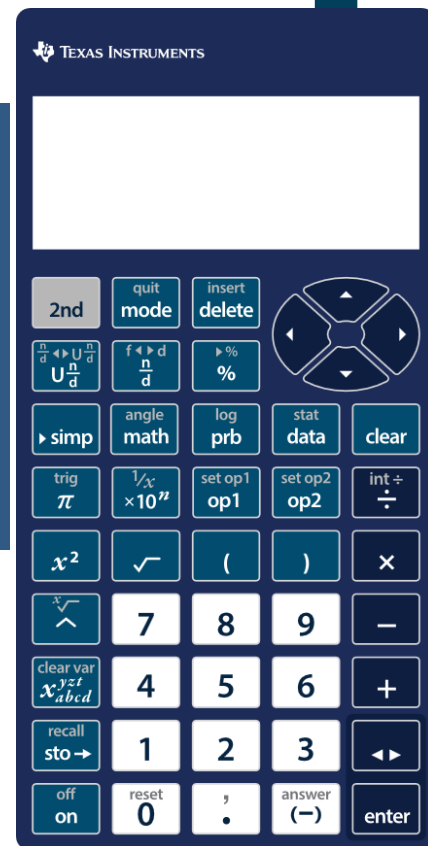 TEXAS INSTRUMENTS
quit insert
2nd mode delete
n/d ◂▸ U n/d f ◂▸ d ▸%
U n/d n/d %
angle log stat
▸ simp math prb data clear
trig 1/x set op1 set op2 int ÷
π ×10ⁿ op1 op2 ÷
x² √ ( ) ×
ˣ√
^ 7 8 9 −
clear var
x yzt abcd 4 5 6 +
recall
sto→ 1 2 3 ◂▸
off reset , answer
on 0 . (−) enter